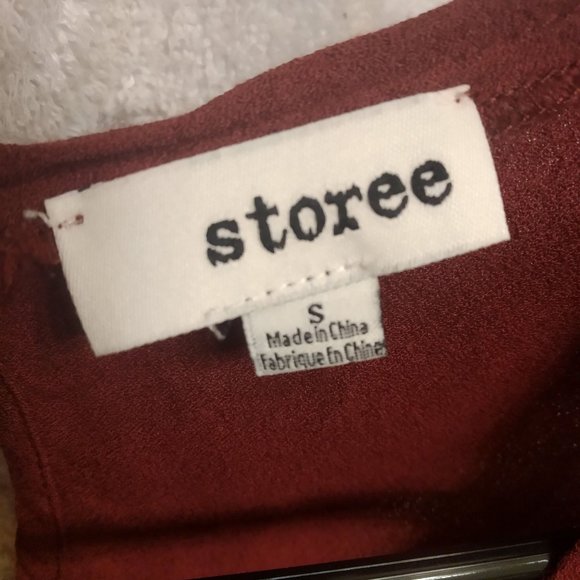 storee
S
Made in China
Fabrique En Chine